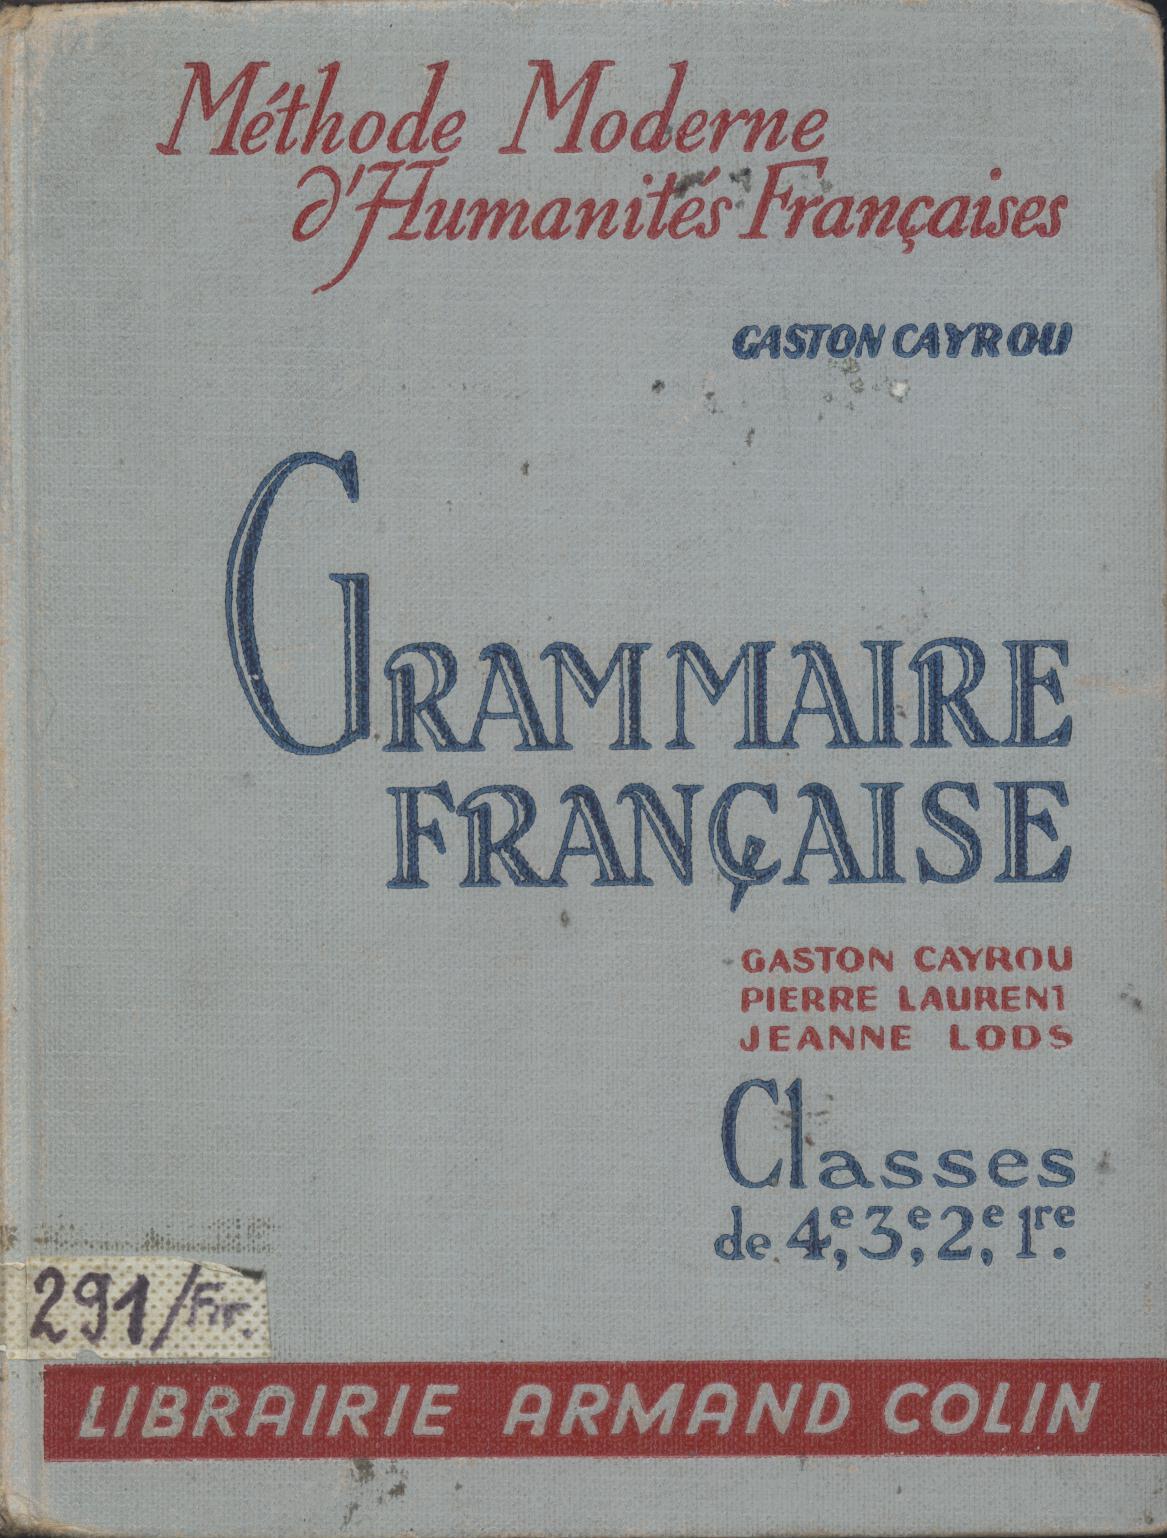 Méthode Moderne
d'Humanités Françaises
GASTON CAYROU
GRAMMAIRE
FRANÇAISE
GASTON CAYROU
PIERRE LAURENT
JEANNE LODS
Classes
de 4e, 3e, 2e, 1re.
291/Fr.
LIBRAIRIE ARMAND COLIN